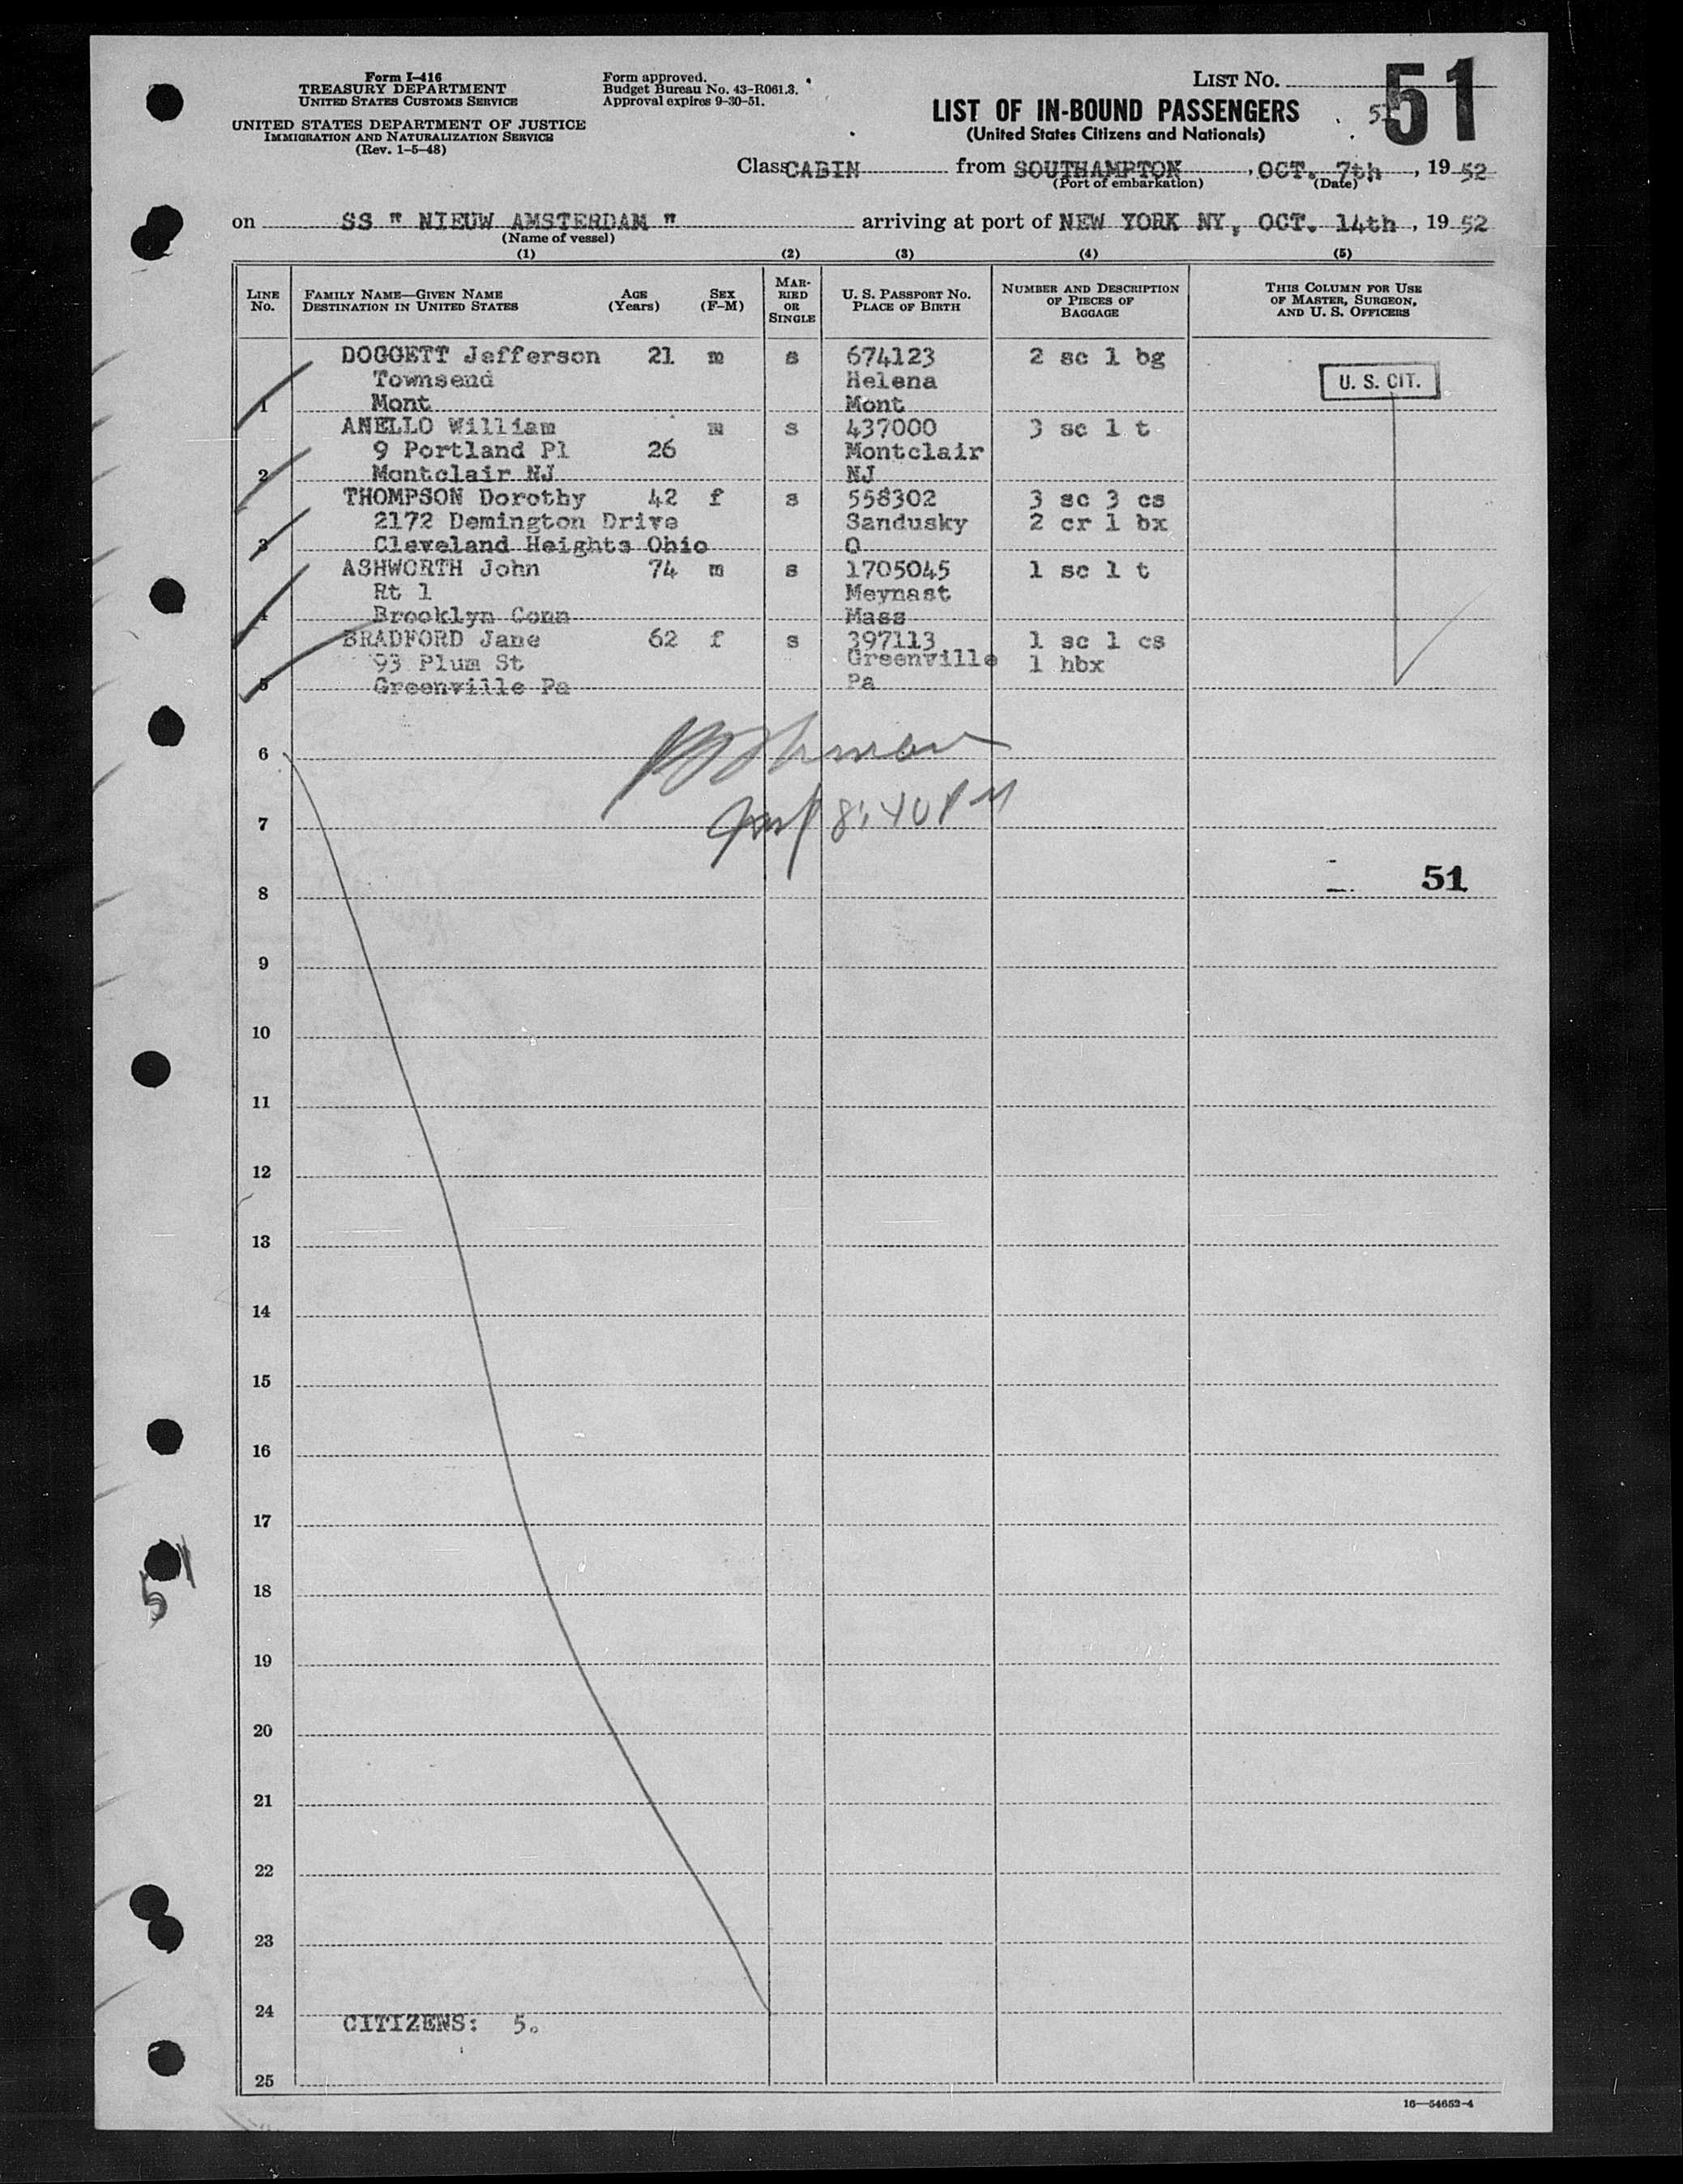 Form I-416
TREASURY DEPARTMENT
UNITED STATES CUSTOMS SERVICE
UNITED STATES DEPARTMENT OF JUSTICE
IMMIGRATION AND NATURALIZATION SERVICE
(Rev. 1-5-48)
Form approved.
Budget Bureau No. 43-R061.3.
Approval expires 9-30-51.
LIST No. 51
LIST OF IN-BOUND PASSENGERS
(United States Citizens and Nationals)
Class CABIN from SOUTHAMPTON, OCT. 7th, 1952
(Port of embarkation) (Date)
on SS " NIEUW AMSTERDAM " arriving at port of NEW YORK NY, OCT. 14th, 1952
(Name of vessel)
(1) (2) (3) (4) (5)
LINE No. FAMILY NAME—GIVEN NAME DESTINATION IN UNITED STATES AGE (Years) SEX (F-M) MARRIED OR SINGLE U. S. PASSPORT No. PLACE OF BIRTH NUMBER AND DESCRIPTION OF PIECES OF BAGGAGE THIS COLUMN FOR USE OF MASTER, SURGEON, AND U. S. OFFICERS
DOGGETT Jefferson 21 m s 674123 2 sc 1 bg
Townsend Helena U. S. CIT.
1 Mont Mont
ANELLO William m s 437000 3 sc 1 t
9 Portland Pl 26 Montclair
2 Montclair NJ NJ
THOMPSON Dorothy 42 f s 558302 3 sc 3 cs
2172 Demington Drive Sandusky 2 cr 1 bx
3 Cleveland Heights Ohio O
ASHWORTH John 74 m s 1705045 1 sc 1 t
Rt 1 Meynast
4 Brooklyn Conn Mass
BRADFORD Jane 62 f s 397113 1 sc 1 cs
93 Plum St Greenville 1 hbx
5 Greenville Pa Pa
6
7 8:40 PM
8 51
9
10
11
12
13
14
15
16
17
51
18
19
20
21
22
23
24
CITIZENS: 5.
25
16—54652-4